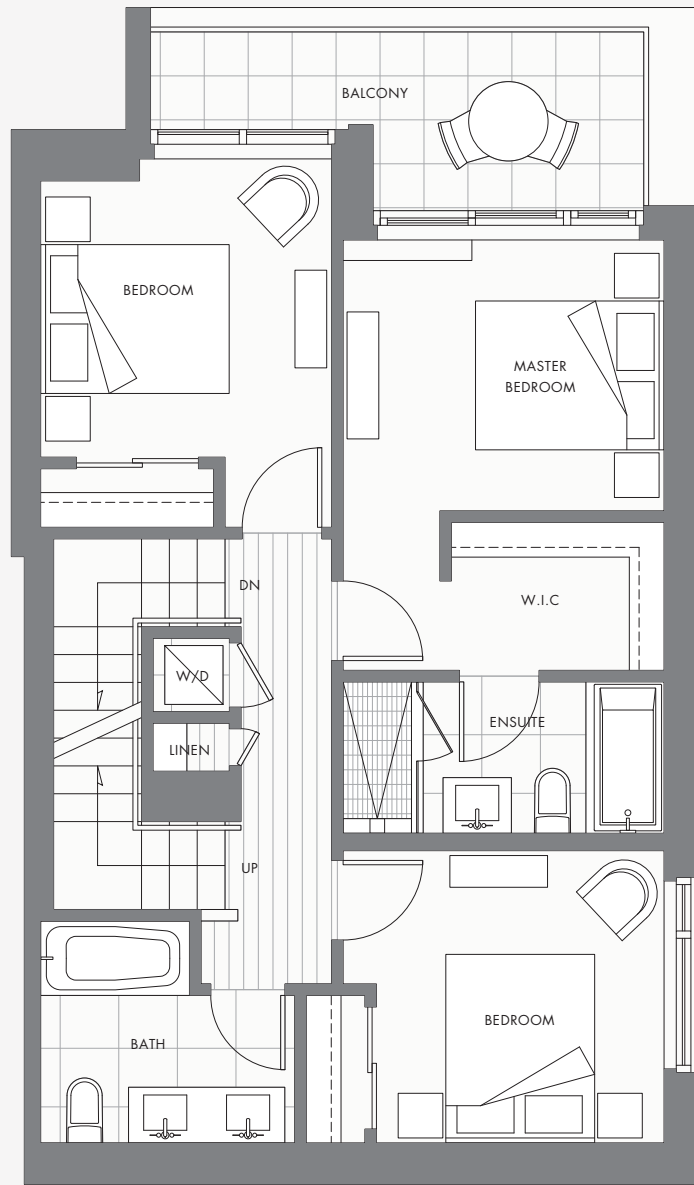 BALCONY
BEDROOM
MASTER
BEDROOM
DN
W.I.C
W/D
ENSUITE
LINEN
UP
BEDROOM
BATH